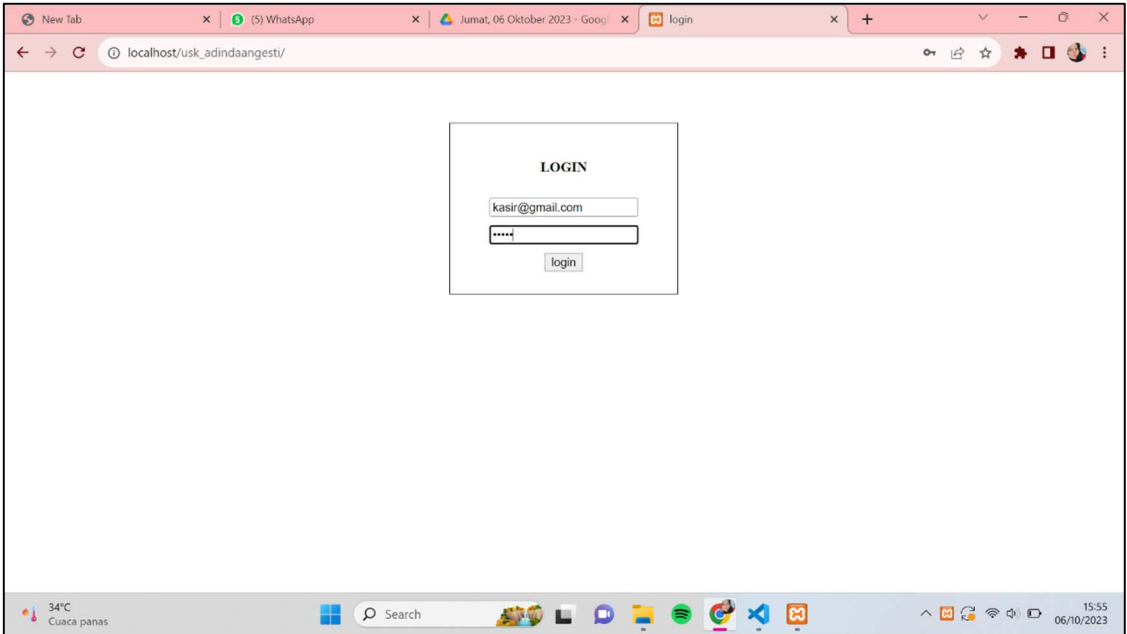 New Tab
(5) WhatsApp
Jumat, 06 Oktober 2023 - Googl
login
localhost/usk_adindaangesti/
LOGIN
kasir@gmail.com
•••••
login
34°C
Cuaca panas
Search
15:55
06/10/2023